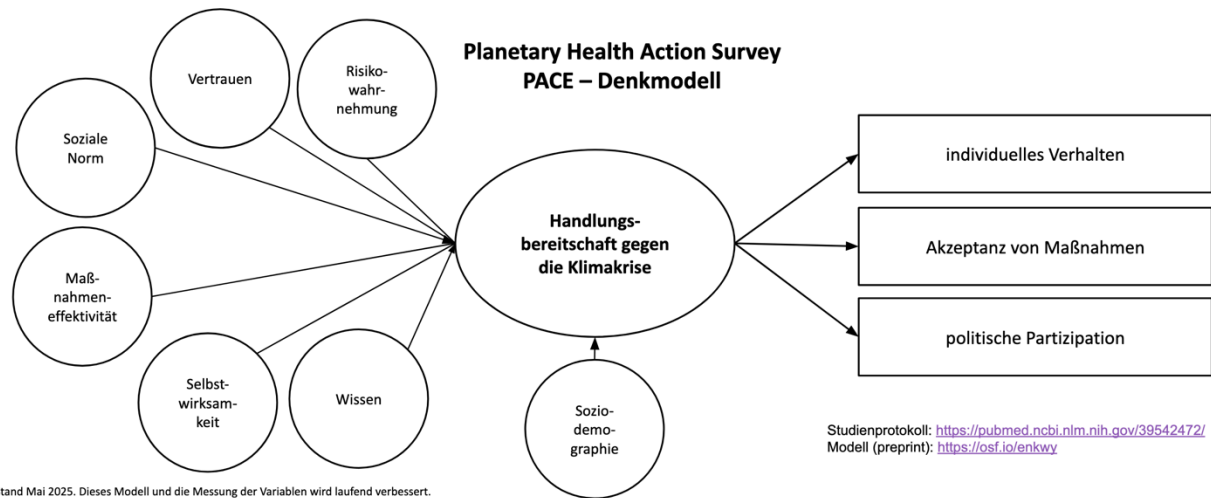 Planetary Health Action Survey
PACE – Denkmodell
Vertrauen
Risiko-
wahr-
nehmung
Soziale
Norm
Maß-
nahmen-
effektivität
Selbst-
wirksam-
keit
Wissen
Handlungs-
bereitschaft gegen
die Klimakrise
Sozio-
demo-
graphie
individuelles Verhalten
Akzeptanz von Maßnahmen
politische Partizipation
Studienprotokoll: https://pubmed.ncbi.nlm.nih.gov/39542472/
Modell (preprint): https://osf.io/enkwy
tand Mai 2025. Dieses Modell und die Messung der Variablen wird laufend verbessert.